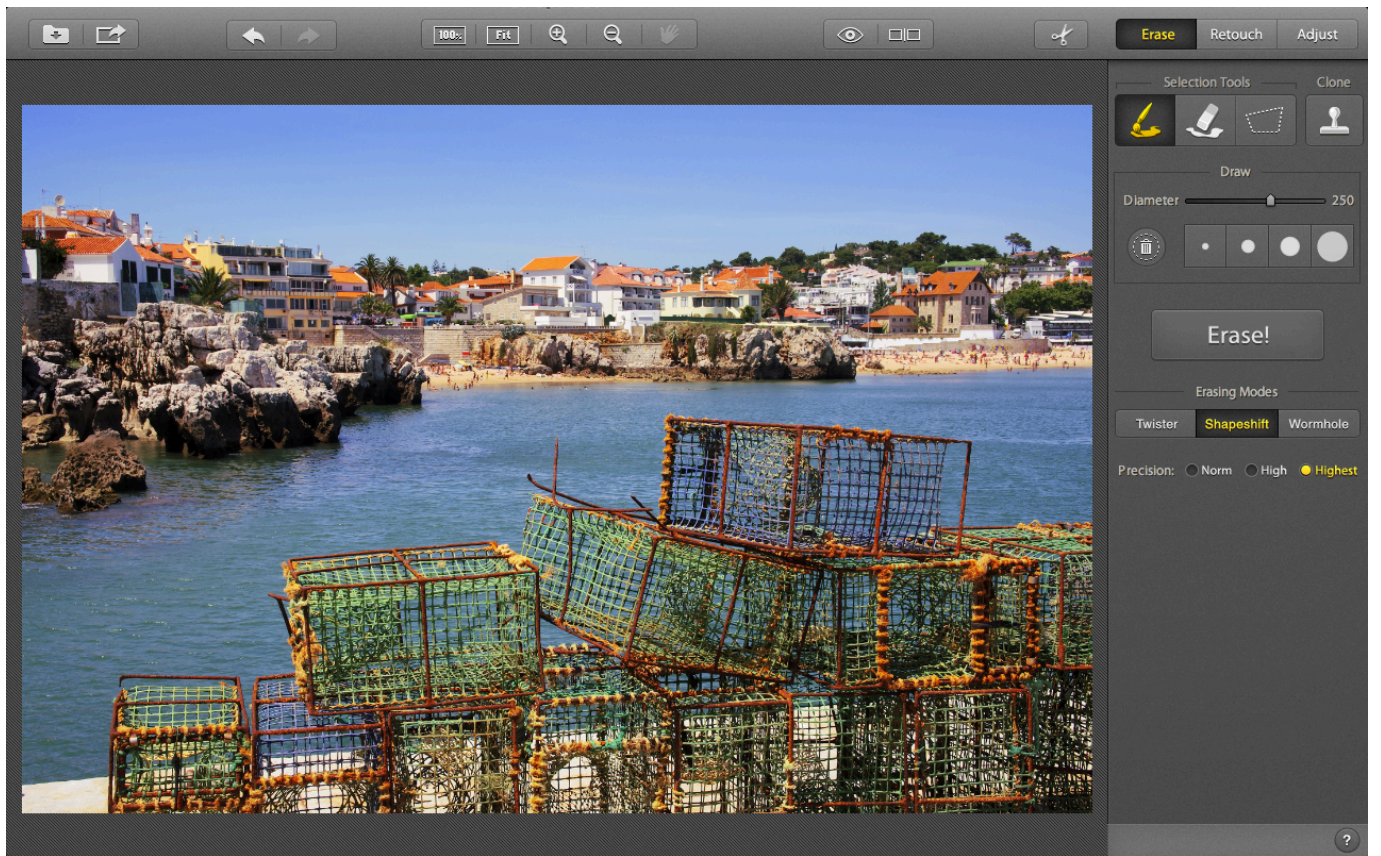 100%
Fit
Erase
Retouch
Adjust
Selection Tools
Clone
Draw
Diameter
250
Erase!
Erasing Modes
Twister
Shapeshift
Wormhole
Precision: Norm High Highest
?